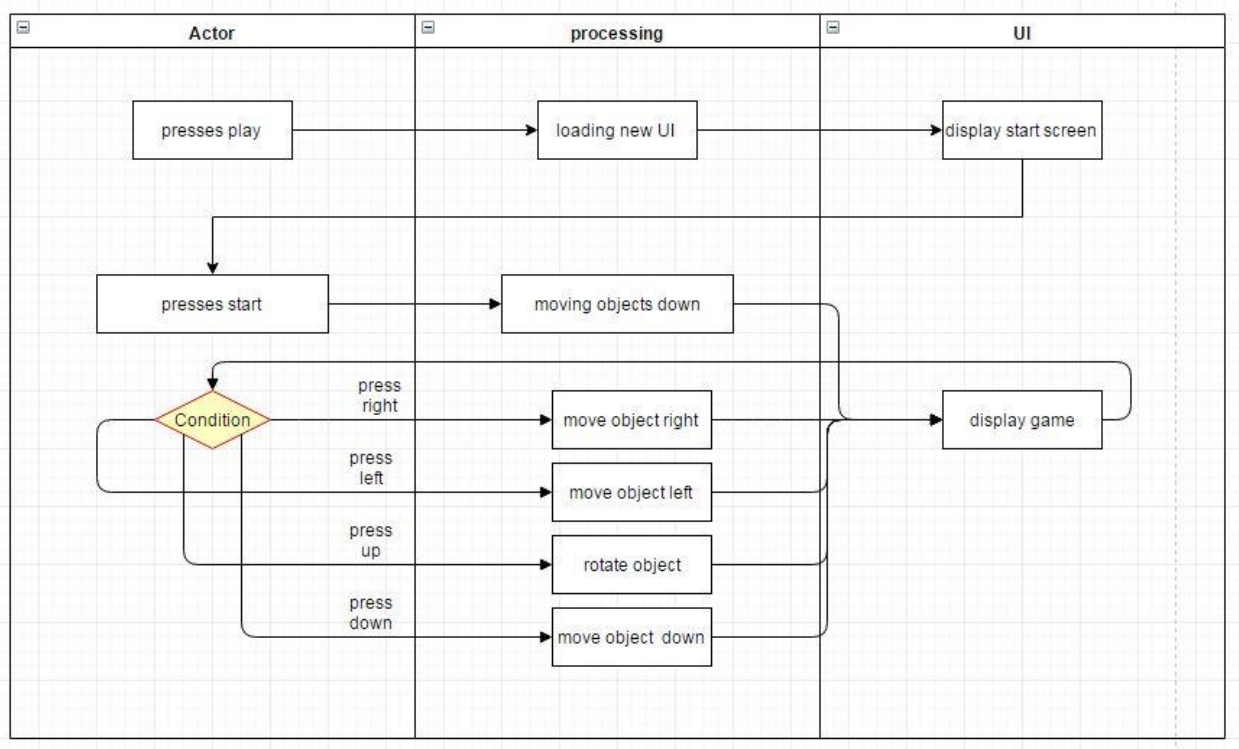 Actor
processing
UI
presses play
loading new UI
display start screen
presses start
moving objects down
press
right
Condition
move object right
display game
press
left
move object left
press
up
rotate object
press
down
move object down